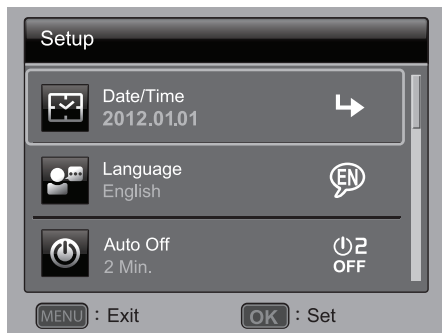 Setup
Date/Time
2012.01.01
Language
English
EN
Auto Off
2 Min.
2
OFF
MENU : Exit
OK : Set